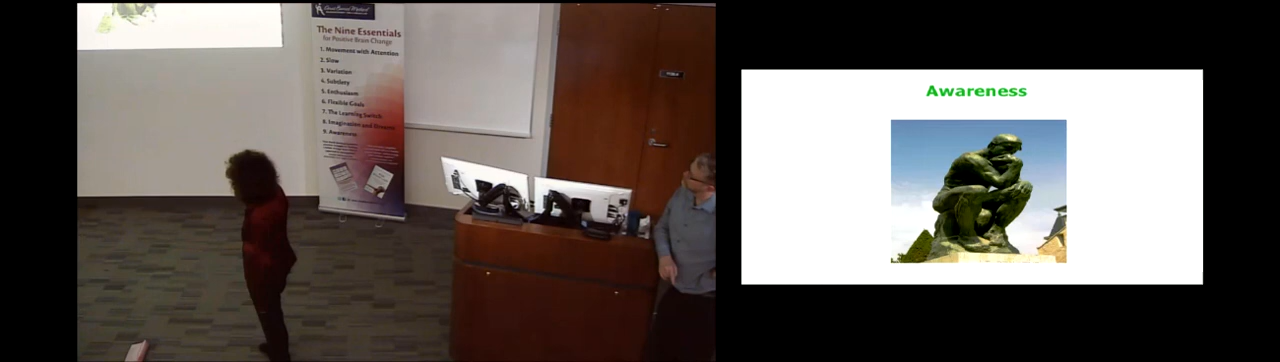 The Nine Essentials
for Positive Brain Change
1. Movement with Attention
2. Slow
3. Variation
4. Subtlety
5. Enthusiasm
6. Flexible Goals
7. The Learning Switch
8. Imagination and Dreams
9. Awareness
Awareness